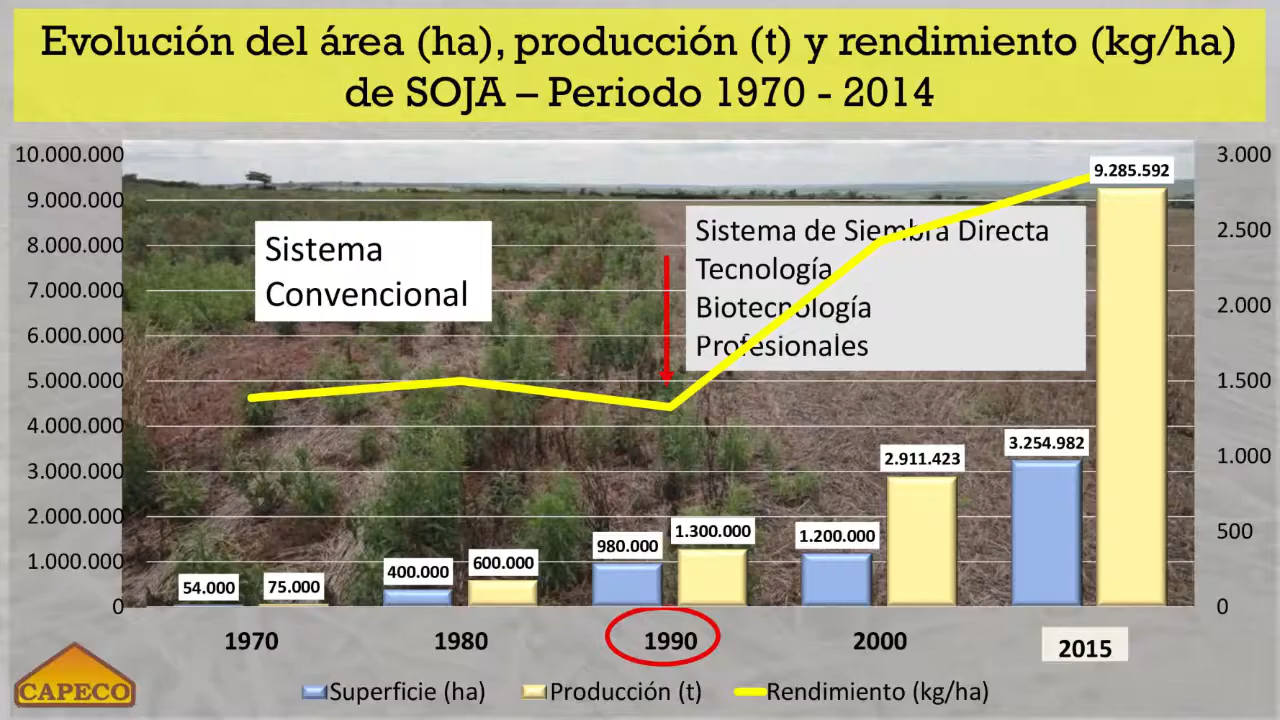 Evolución del área (ha), producción (t) y rendimiento (kg/ha)
de SOJA – Periodo 1970 - 2014
10.000.000
9.000.000
8.000.000
7.000.000
6.000.000
5.000.000
4.000.000
3.000.000
2.000.000
1.000.000
0
3.000
2.500
2.000
1.500
1.000
500
0
Sistema
Convencional
Sistema de Siembra Directa
Tecnología
Biotecnología
Profesionales
54.000
75.000
400.000
600.000
980.000
1.300.000
1.200.000
2.911.423
3.254.982
9.285.592
1970
1980
1990
2000
2015
Superficie (ha)
Producción (t)
Rendimiento (kg/ha)
CAPECO